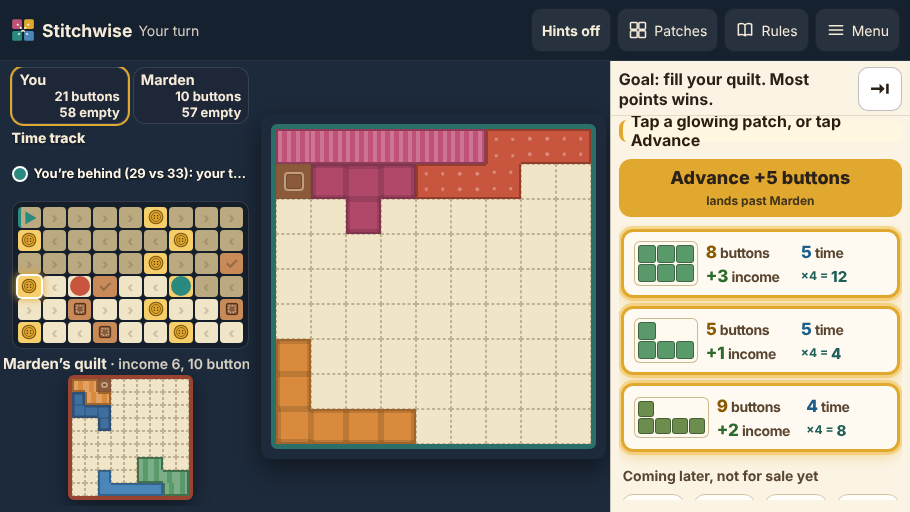 Stitchwise Your turn
Hints off
Patches
Rules
Menu
You
21 buttons
58 empty
Marden
10 buttons
57 empty
Time track
You’re behind (29 vs 33): your t…
Marden’s quilt · income 6, 10 button
Goal: fill your quilt. Most
points wins.
Tap a glowing patch, or tap
Advance
Advance +5 buttons
lands past Marden
8 buttons 5 time
+3 income ×4 = 12
5 buttons 5 time
+1 income ×4 = 4
9 buttons 4 time
+2 income ×4 = 8
Coming later, not for sale yet